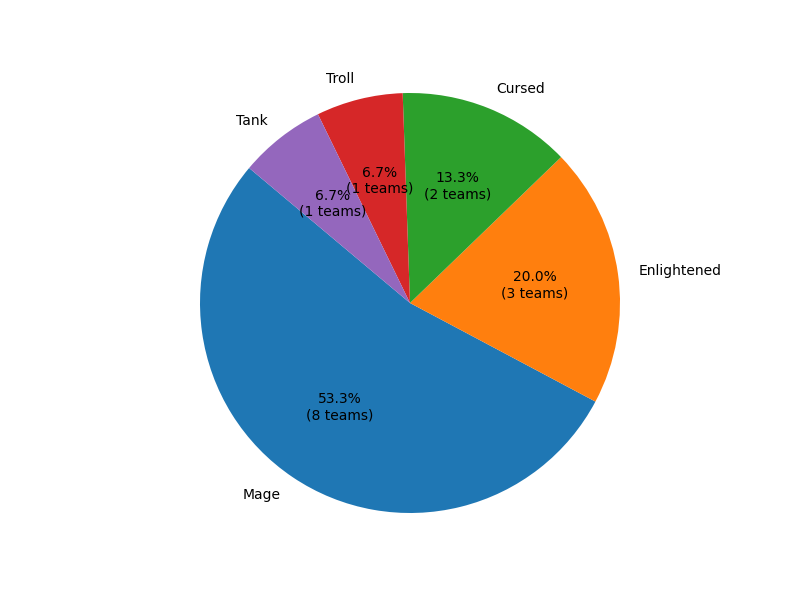 Troll
Cursed
Tank
6.7%
(1 teams)
13.3%
(2 teams)
6.7%
(1 teams)
Enlightened
20.0%
(3 teams)
53.3%
(8 teams)
Mage